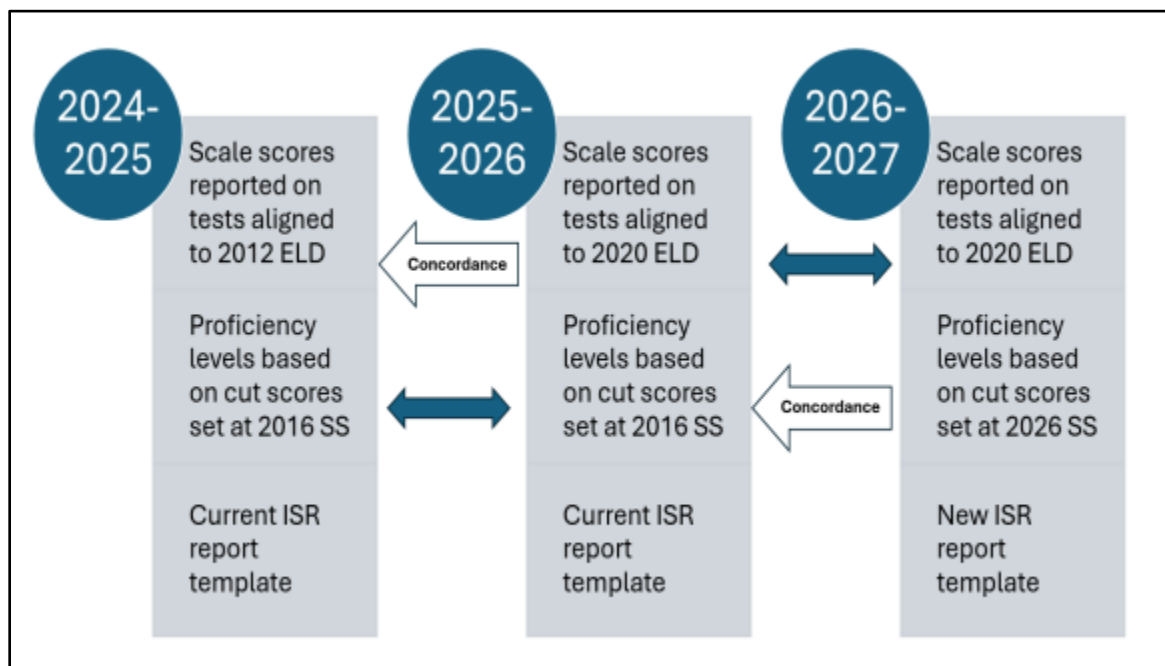 2024-
2025
Scale scores
reported on
tests aligned
to 2012 ELD
Proficiency
levels based
on cut scores
set at 2016 SS
Current ISR
report
template
Concordance
2025-
2026
Scale scores
reported on
tests aligned
to 2020 ELD
Proficiency
levels based
on cut scores
set at 2016 SS
Current ISR
report
template
Concordance
2026-
2027
Scale scores
reported on
tests aligned
to 2020 ELD
Proficiency
levels based
on cut scores
set at 2026 SS
New ISR
report
template